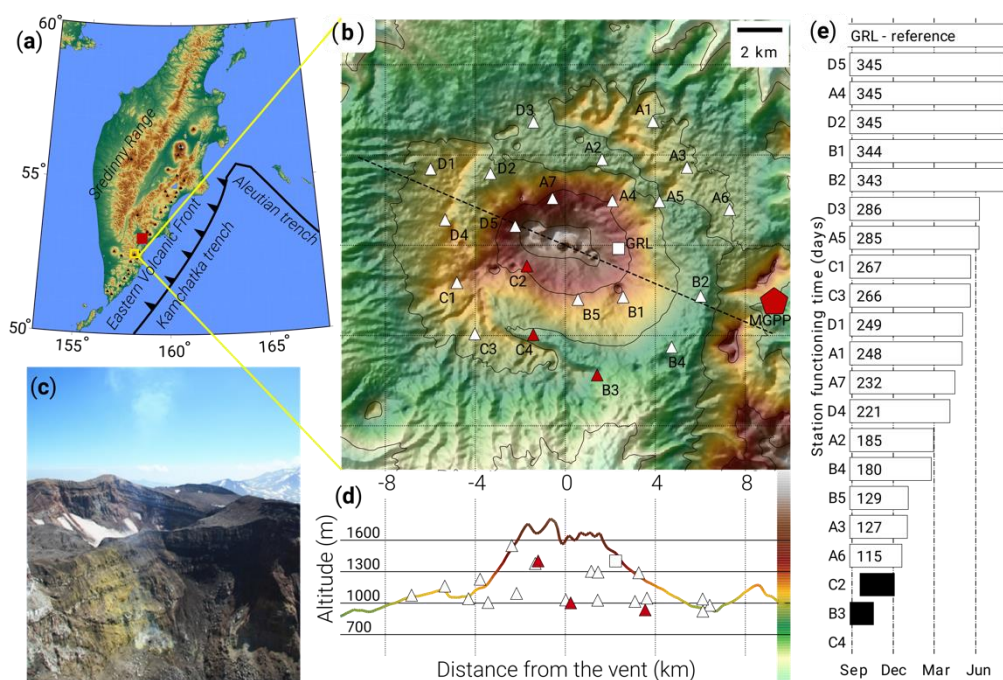 (a)
60°
55°
50°
155°
160°
165°
Sredinny Range
Eastern Volcanic Front
Kamchatka trench
Aleutian trench
(b)
2 km
D3
A1
A2
A3
D1
D2
A7
A4
A5
A6
D5
D4
GRL
C2
C1
B2
B5
B1
MGPP
C3
C4
B4
B3
(c)
(d)
-8 -4 0 4 8
1600
1300
1000
700
Altitude (m)
Distance from the vent (km)
(e)
Station functioning time (days)
GRL - reference
D5 345
A4 345
D2 345
B1 344
B2 343
D3 286
A5 285
C1 267
C3 266
D1 249
A1 248
A7 232
D4 221
A2 185
B4 180
B5 129
A3 127
A6 115
C2
B3
C4
Sep Dec Mar Jun